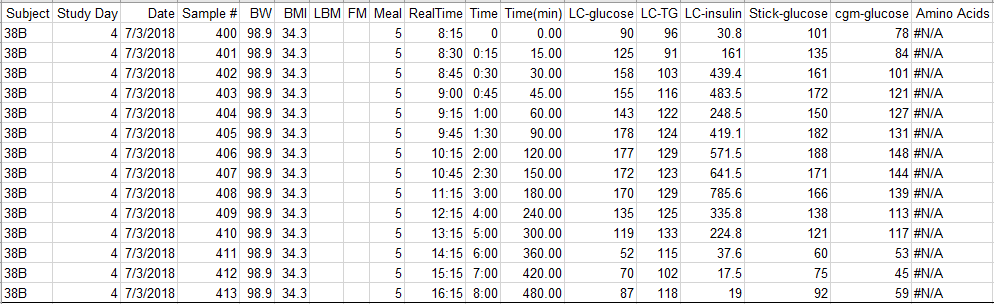 Subject Study Day Date Sample # BW BMI LBM FM Meal RealTime Time Time(min) LC-glucose LC-TG LC-insulin Stick-glucose cgm-glucose Amino Acids
38B 4 7/3/2018 400 98.9 34.3 5 8:15 0 0.00 90 96 30.8 101 78 #N/A
38B 4 7/3/2018 401 98.9 34.3 5 8:30 0:15 15.00 125 91 161 135 84 #N/A
38B 4 7/3/2018 402 98.9 34.3 5 8:45 0:30 30.00 158 103 439.4 161 101 #N/A
38B 4 7/3/2018 403 98.9 34.3 5 9:00 0:45 45.00 155 116 483.5 172 121 #N/A
38B 4 7/3/2018 404 98.9 34.3 5 9:15 1:00 60.00 143 122 248.5 150 127 #N/A
38B 4 7/3/2018 405 98.9 34.3 5 9:45 1:30 90.00 178 124 419.1 182 131 #N/A
38B 4 7/3/2018 406 98.9 34.3 5 10:15 2:00 120.00 177 129 571.5 188 148 #N/A
38B 4 7/3/2018 407 98.9 34.3 5 10:45 2:30 150.00 172 123 641.5 171 144 #N/A
38B 4 7/3/2018 408 98.9 34.3 5 11:15 3:00 180.00 170 129 785.6 166 139 #N/A
38B 4 7/3/2018 409 98.9 34.3 5 12:15 4:00 240.00 135 125 335.8 138 113 #N/A
38B 4 7/3/2018 410 98.9 34.3 5 13:15 5:00 300.00 119 133 224.8 121 117 #N/A
38B 4 7/3/2018 411 98.9 34.3 5 14:15 6:00 360.00 52 115 37.6 60 53 #N/A
38B 4 7/3/2018 412 98.9 34.3 5 15:15 7:00 420.00 70 102 17.5 75 45 #N/A
38B 4 7/3/2018 413 98.9 34.3 5 16:15 8:00 480.00 87 118 19 92 59 #N/A